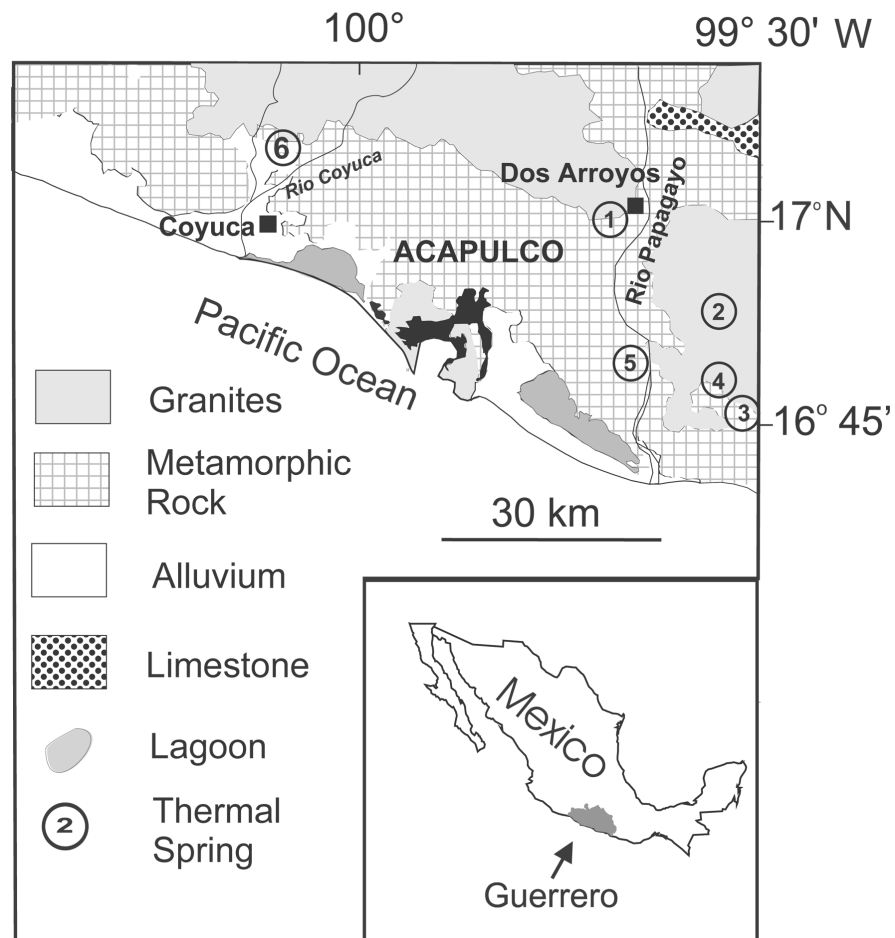 100°
99° 30' W
6
Rio Coyuca
Dos Arroyos
1
Rio Papagayo
17°N
Coyuca
ACAPULCO
2
Pacific Ocean
5
4
3
16° 45'
Granites
Metamorphic
Rock
30 km
Alluvium
Limestone
Mexico
Lagoon
2
Thermal
Spring
Guerrero